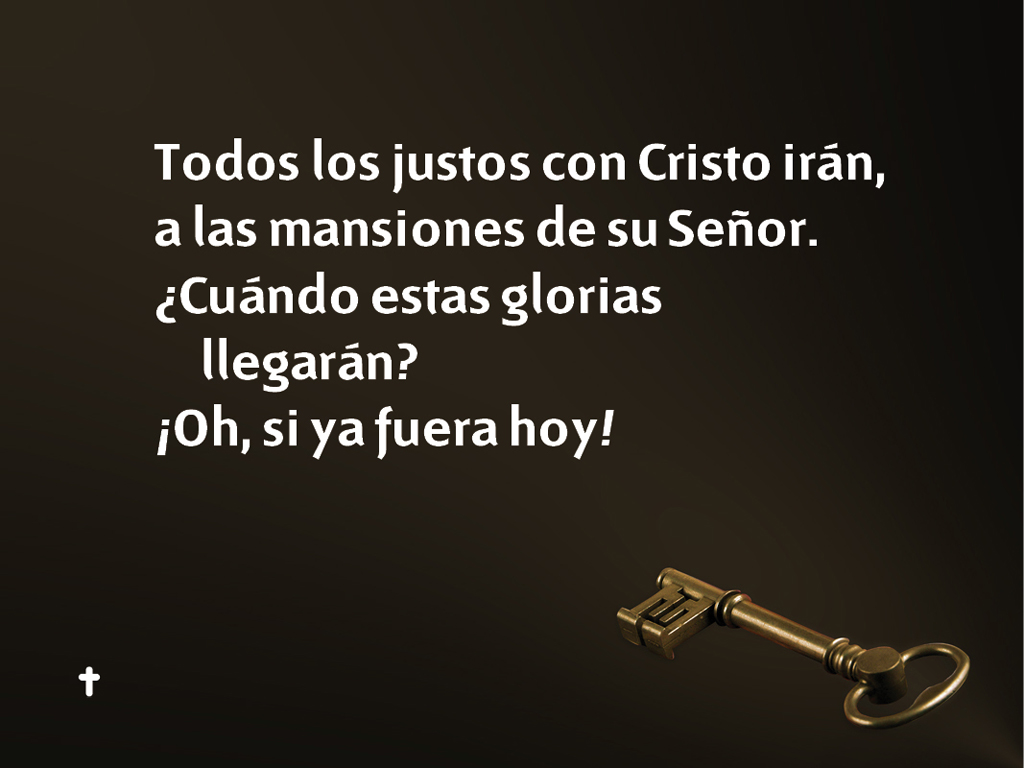 Todos los justos con Cristo irán,
a las mansiones de su Señor.
¿Cuándo estas glorias
llegarán?
¡Oh, si ya fuera hoy!